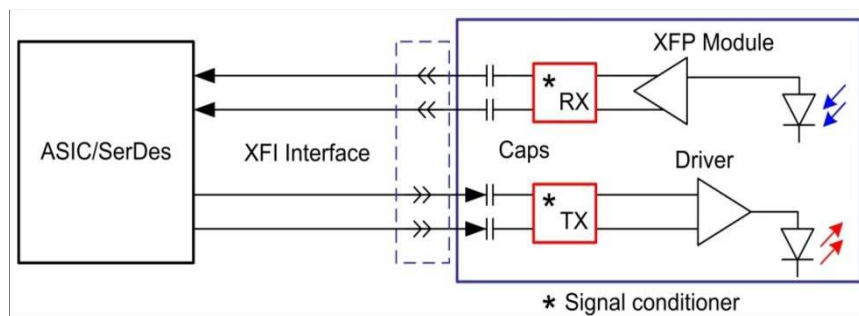 XFP Module
* RX
ASIC/SerDes
XFI Interface
Caps
Driver
* TX
* Signal conditioner